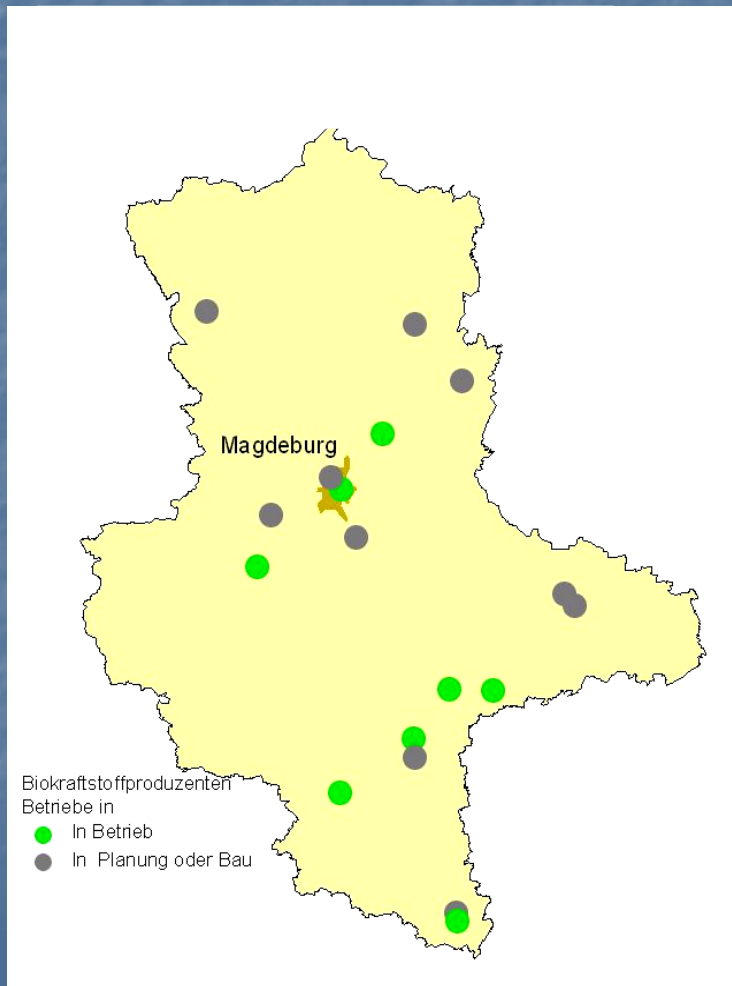 Magdeburg
Biokraftstoffproduzenten
Betriebe in
In Betrieb
In Planung oder Bau